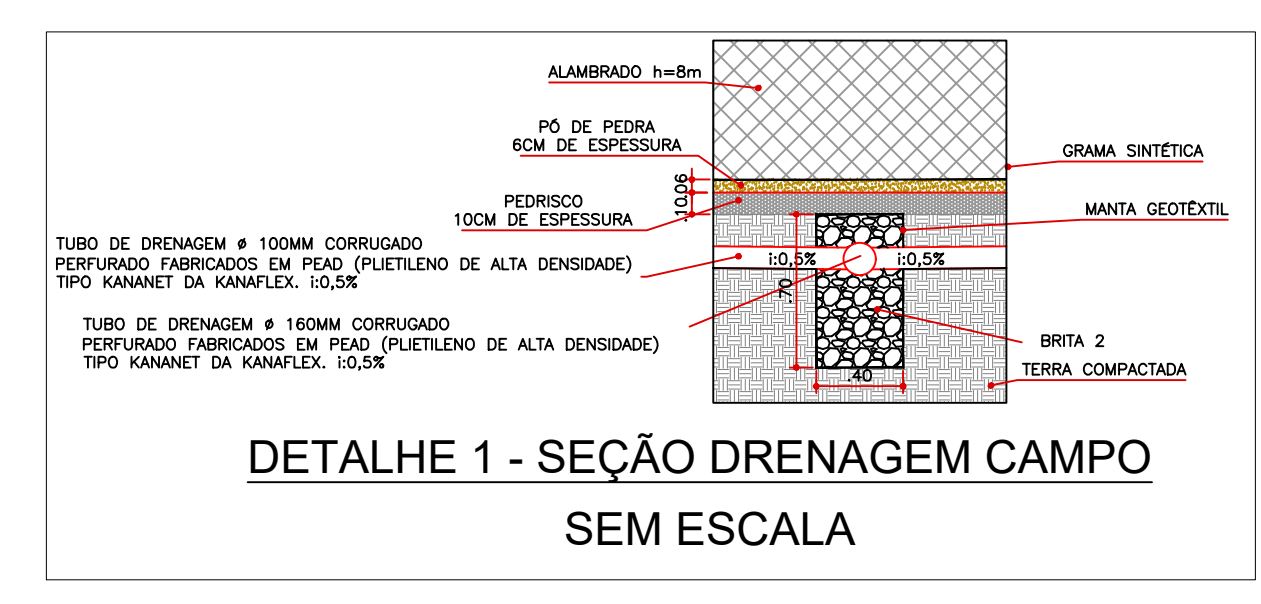 ALAMBRADO h=8m
PÓ DE PEDRA
6CM DE ESPESSURA
GRAMA SINTÉTICA
.06
.10
PEDRISCO
10CM DE ESPESSURA
MANTA GEOTÊXTIL
TUBO DE DRENAGEM ø 100MM CORRUGADO
PERFURADO FABRICADOS EM PEAD (PLIETILENO DE ALTA DENSIDADE)
TIPO KANANET DA KANAFLEX. i:0,5%
i:0,5%
i:0,5%
.70
TUBO DE DRENAGEM ø 160MM CORRUGADO
PERFURADO FABRICADOS EM PEAD (PLIETILENO DE ALTA DENSIDADE)
TIPO KANANET DA KANAFLEX. i:0,5%
BRITA 2
TERRA COMPACTADA
.40
DETALHE 1 - SEÇÃO DRENAGEM CAMPO
SEM ESCALA